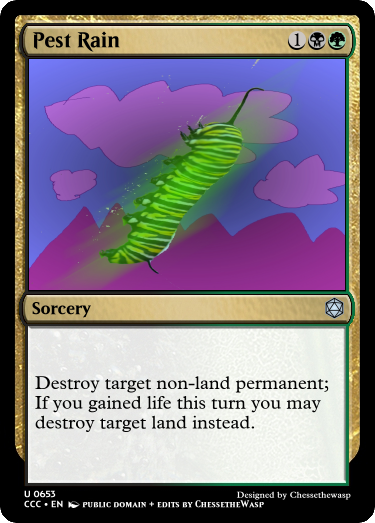 Pest Rain 1
Sorcery
Destroy target non-land permanent;
If you gained life this turn you may
destroy target land instead.
U 0653
Designed by Chessethewasp
CCC • EN PUBLIC DOMAIN + EDITS BY CHESSETHEWASP